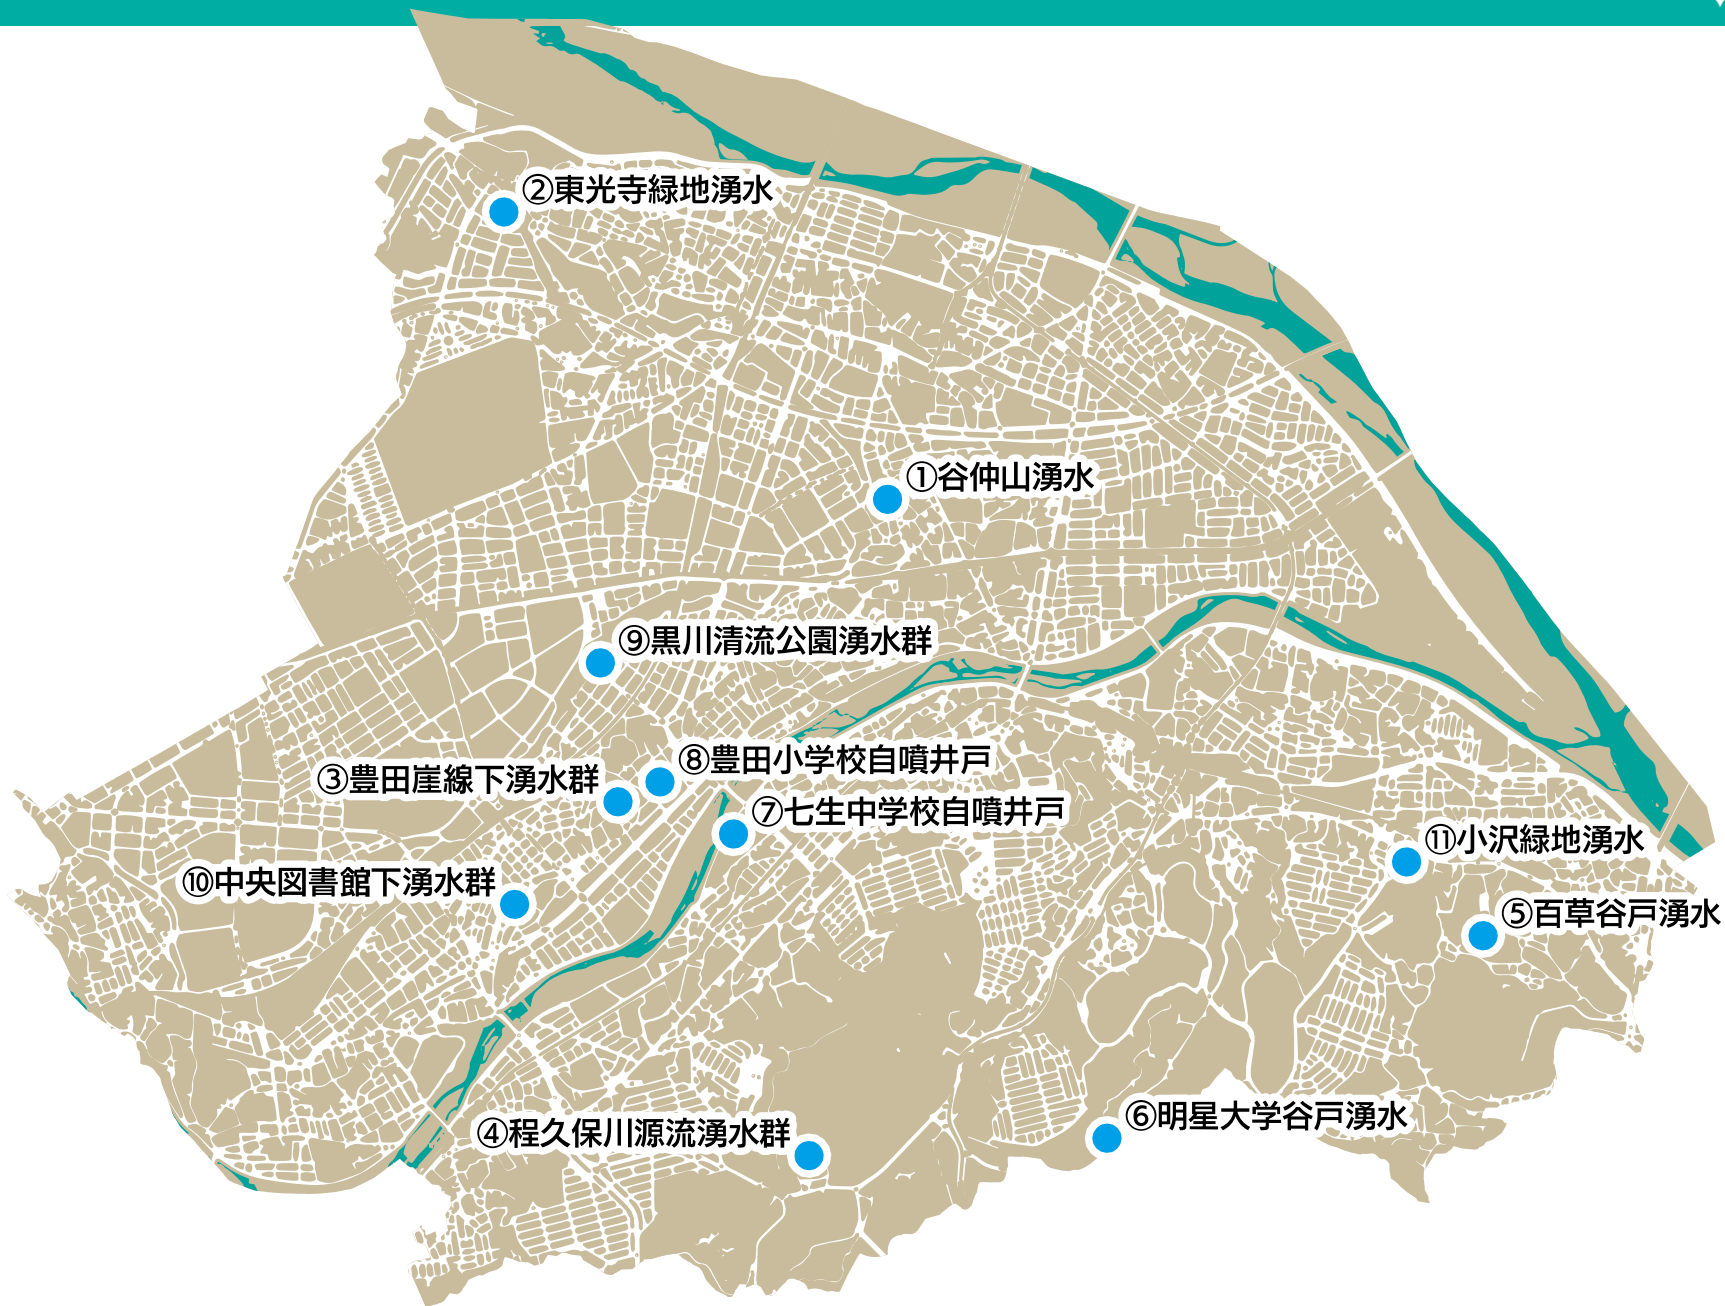 ②東光寺緑地湧水
①谷仲山湧水
⑨黒川清流公園湧水群
⑧豊田小学校自噴井戸
③豊田崖線下湧水群
⑦七生中学校自噴井戸
⑪小沢緑地湧水
⑩中央図書館下湧水群
⑤百草谷戸湧水
⑥明星大学谷戸湧水
④程久保川源流湧水群